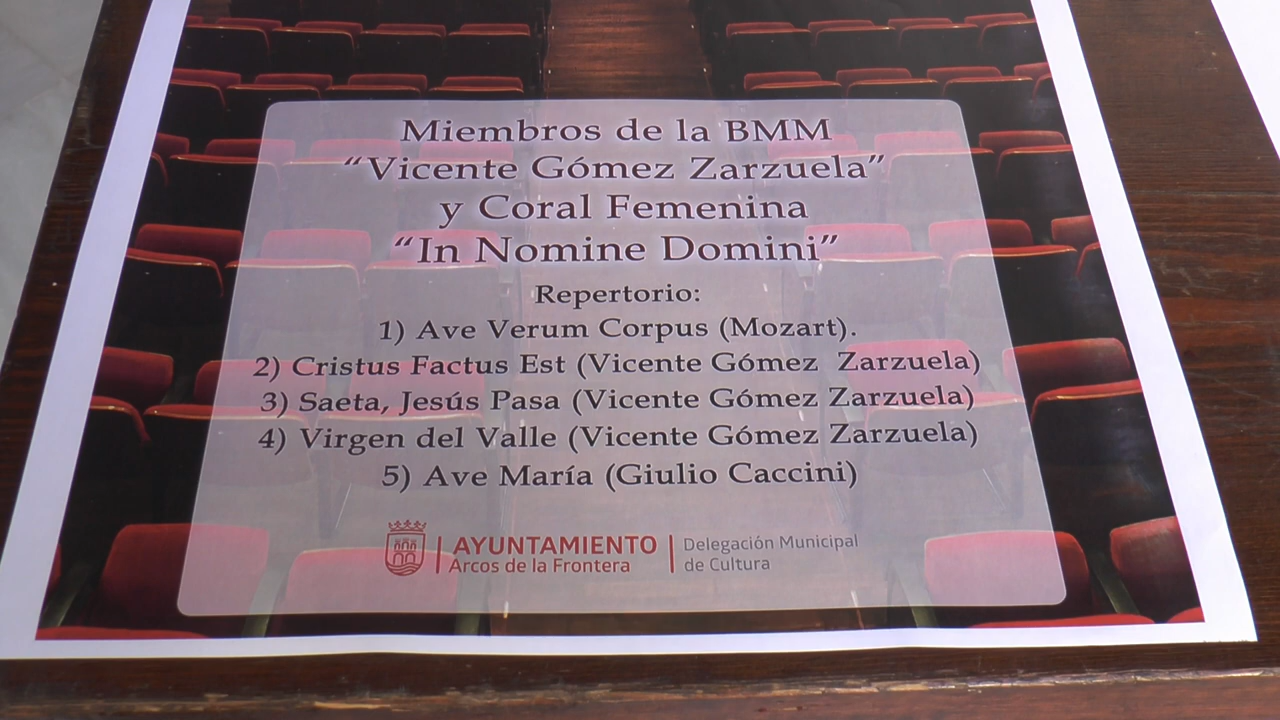 Miembros de la BMM
“Vicente Gómez Zarzuela”
y Coral Femenina
“In Nomine Domini”
Repertorio:
1) Ave Verum Corpus (Mozart).
2) Cristus Factus Est (Vicente Gómez Zarzuela)
3) Saeta, Jesús Pasa (Vicente Gómez Zarzuela)
4) Virgen del Valle (Vicente Gómez Zarzuela)
5) Ave María (Giulio Caccini)
AYUNTAMIENTO
Arcos de la Frontera
Delegación Municipal
de Cultura